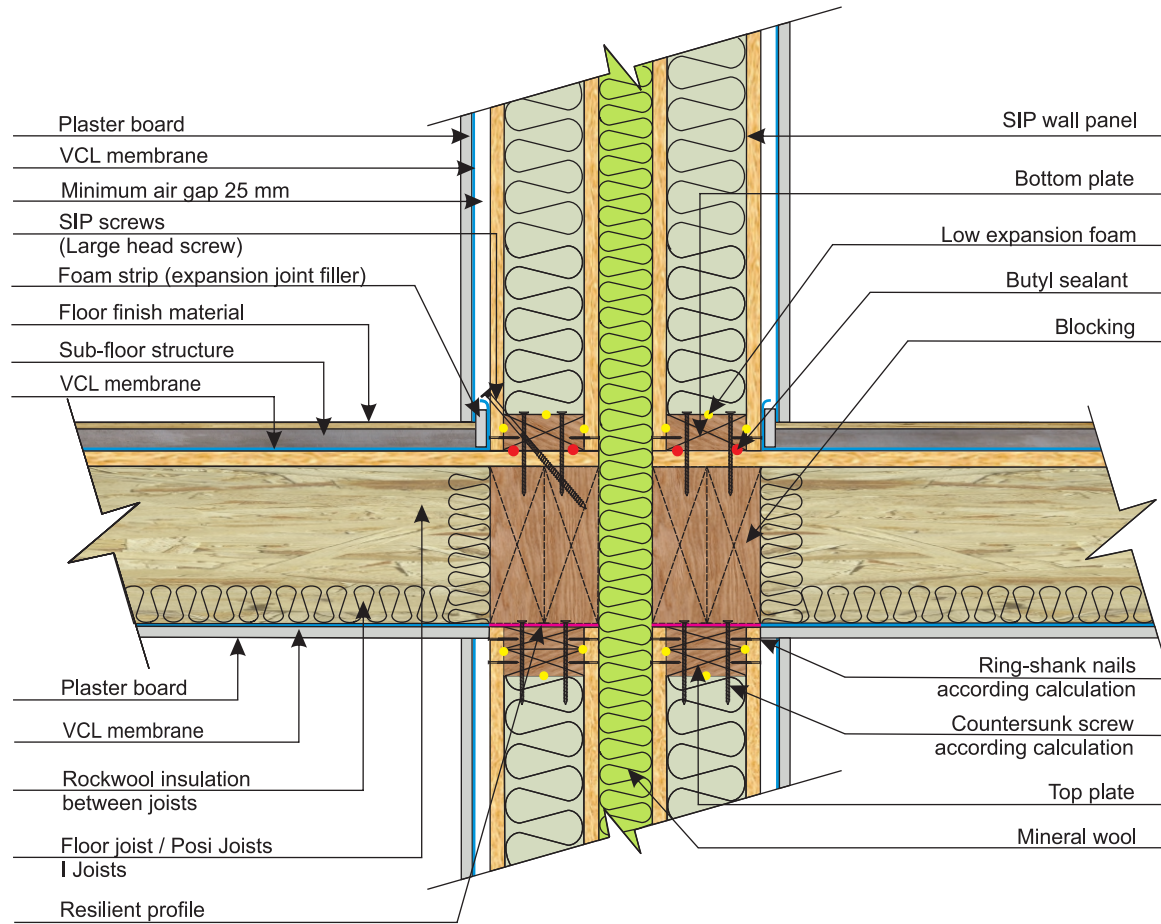 Plaster board
VCL membrane
Minimum air gap 25 mm
SIP screws
(Large head screw)
Foam strip (expansion joint filler)
Floor finish material
Sub-floor structure
VCL membrane
Plaster board
VCL membrane
Rockwool insulation
between joists
Floor joist / Posi Joists
I Joists
Resilient profile
SIP wall panel
Bottom plate
Low expansion foam
Butyl sealant
Blocking
Ring-shank nails
according calculation
Countersunk screw
according calculation
Top plate
Mineral wool